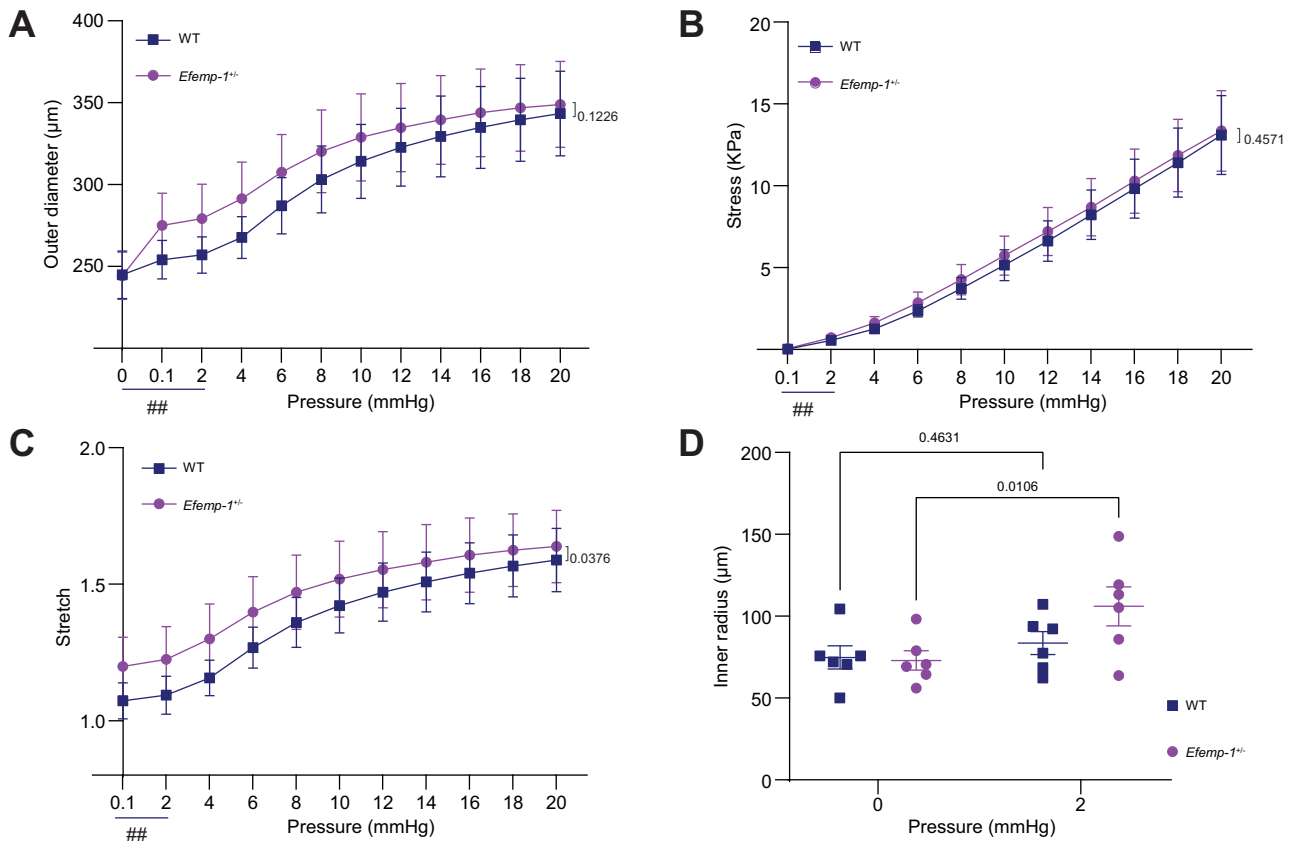 A
400
350
300
250
Outer diameter (μm)
WT
Efemp-1+/-
0.1226
0 0.1 2 4 6 8 10 12 14 16 18 20
##
Pressure (mmHg)
B
20
15
10
5
Stress (KPa)
WT
Efemp-1+/-
0.4571
0.1 2 4 6 8 10 12 14 16 18 20
##
Pressure (mmHg)
C
2.0
1.5
1.0
Stretch
WT
Efemp-1+/-
0.0376
0.1 2 4 6 8 10 12 14 16 18 20
##
Pressure (mmHg)
D
200
150
100
50
0
Inner radius (μm)
0.4631
0.0106
WT
Efemp-1+/-
0 2
Pressure (mmHg)